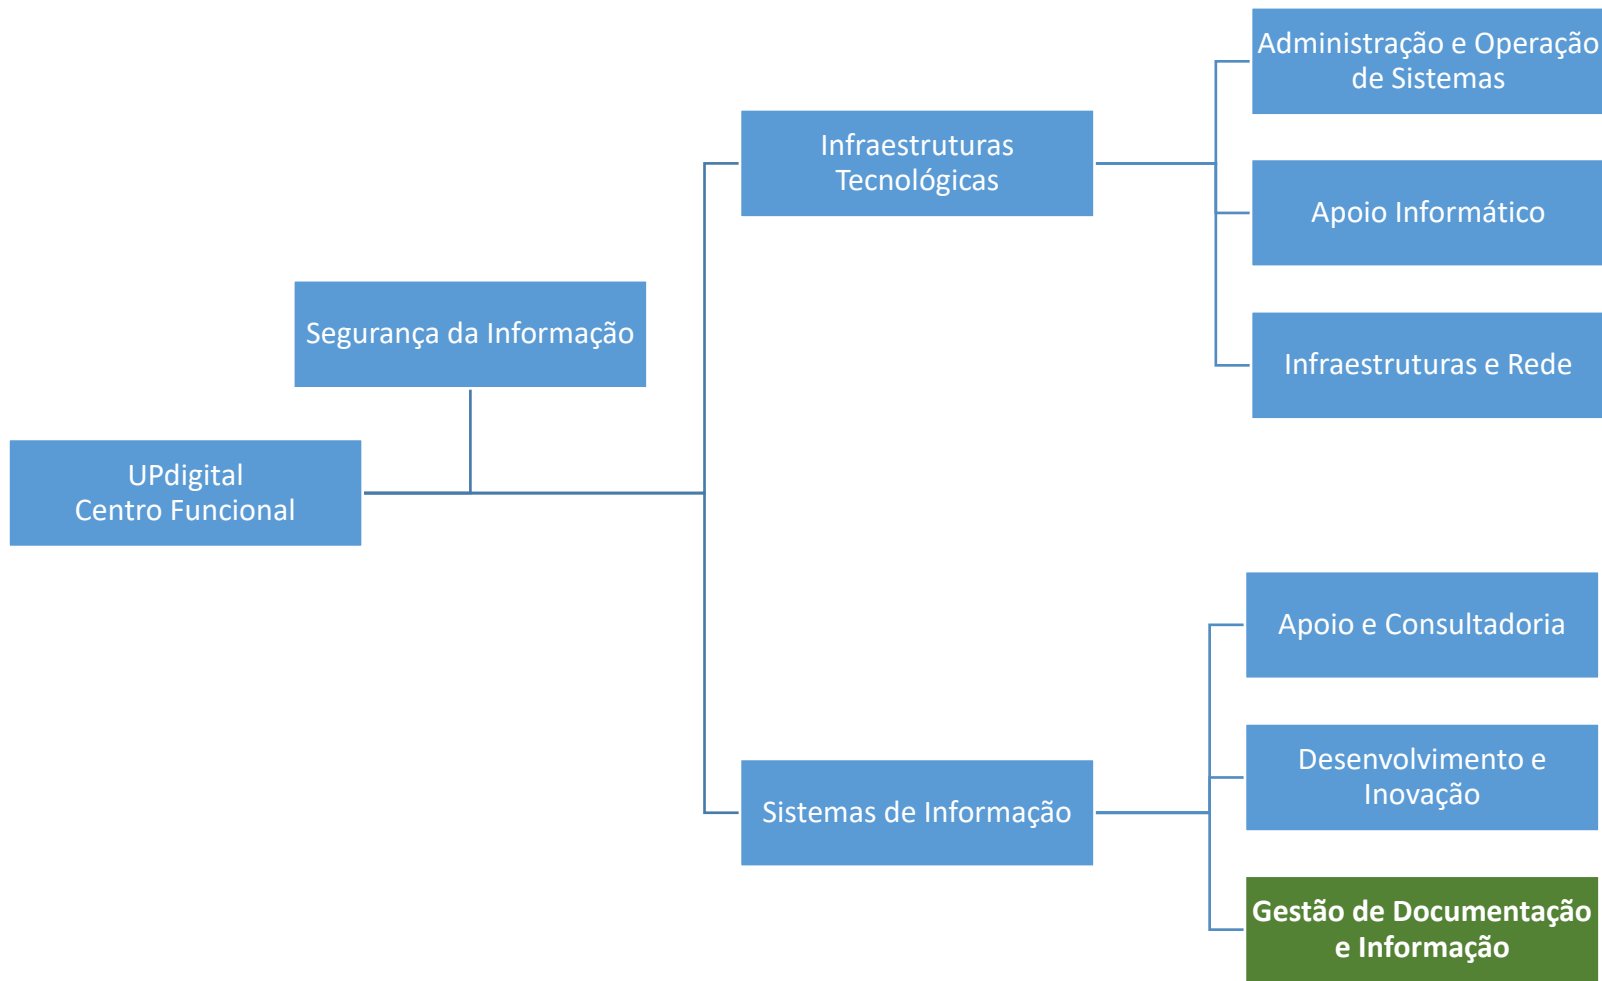 Administração e Operação
de Sistemas
Infraestruturas
Tecnológicas
Apoio Informático
Segurança da Informação
Infraestruturas e Rede
UPdigital
Centro Funcional
Apoio e Consultadoria
Sistemas de Informação
Desenvolvimento e
Inovação
Gestão de Documentação
e Informação